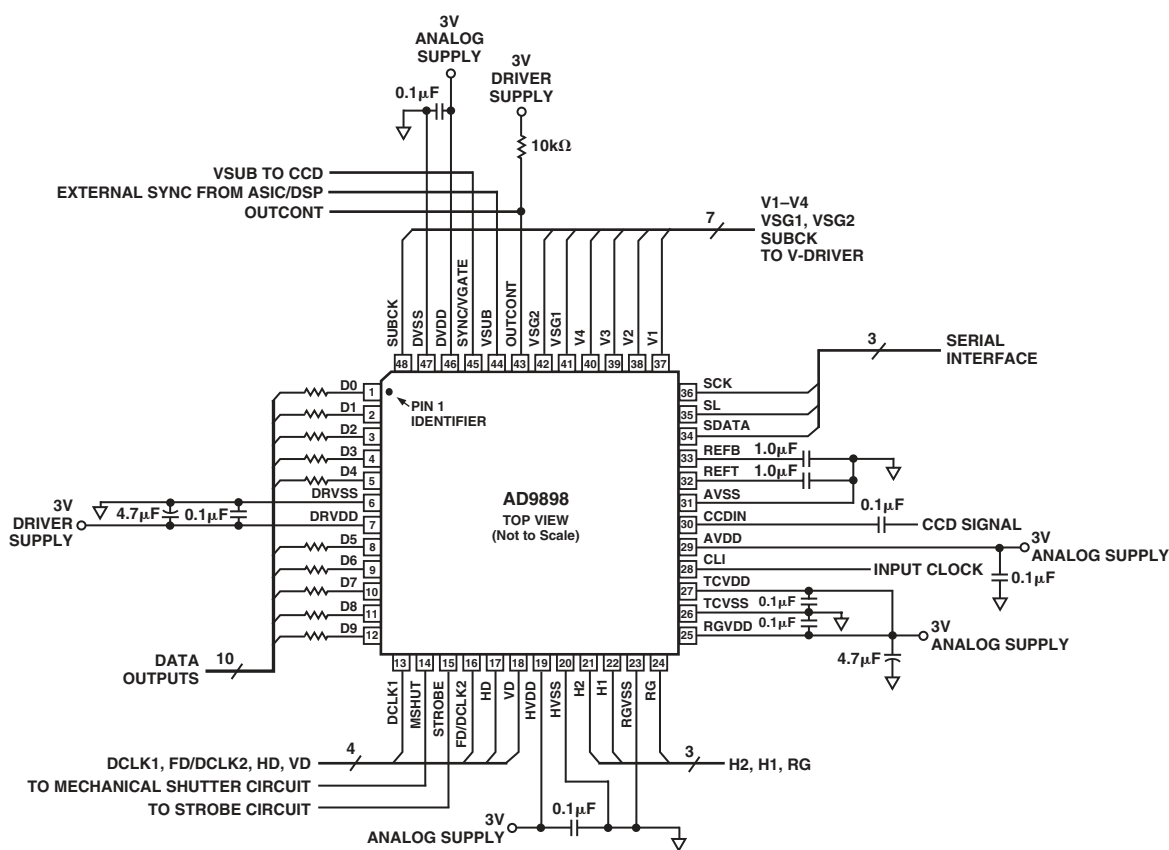 3V
ANALOG
SUPPLY
3V
DRIVER
SUPPLY
0.1µF
10kΩ
VSUB TO CCD
EXTERNAL SYNC FROM ASIC/DSP
OUTCONT
7
V1–V4
VSG1, VSG2
SUBCK
TO V-DRIVER
SUBCK
DVSS
DVDD
SYNC/VGATE
VSUB
OUTCONT
VSG2
VSG1
V4
V3
V2
V1
48
47
46
45
44
43
42
41
40
39
38
37
3
SERIAL
INTERFACE
D0
1
D1
2
D2
3
D3
4
D4
5
DRVSS
6
DRVDD
7
D5
8
D6
9
D7
10
D8
11
D9
12
PIN 1
IDENTIFIER
3V
DRIVER
SUPPLY
4.7µF
0.1µF
DATA
OUTPUTS
10
AD9898
TOP VIEW
(Not to Scale)
36
SCK
35
SL
34
SDATA
33
REFB
1.0µF
32
REFT
1.0µF
31
AVSS
30
CCDIN
0.1µF
CCD SIGNAL
29
AVDD
3V
ANALOG SUPPLY
28
CLI
INPUT CLOCK
0.1µF
27
TCVDD
0.1µF
26
TCVSS
0.1µF
25
RGVDD
3V
ANALOG SUPPLY
4.7µF
13
14
15
16
17
18
19
20
21
22
23
24
DCLK1
MSHUT
STROBE
FD/DCLK2
HD
VD
HVDD
HVSS
H2
H1
RGVSS
RG
DCLK1, FD/DCLK2, HD, VD
4
3
H2, H1, RG
TO MECHANICAL SHUTTER CIRCUIT
TO STROBE CIRCUIT
3V
ANALOG SUPPLY
0.1µF